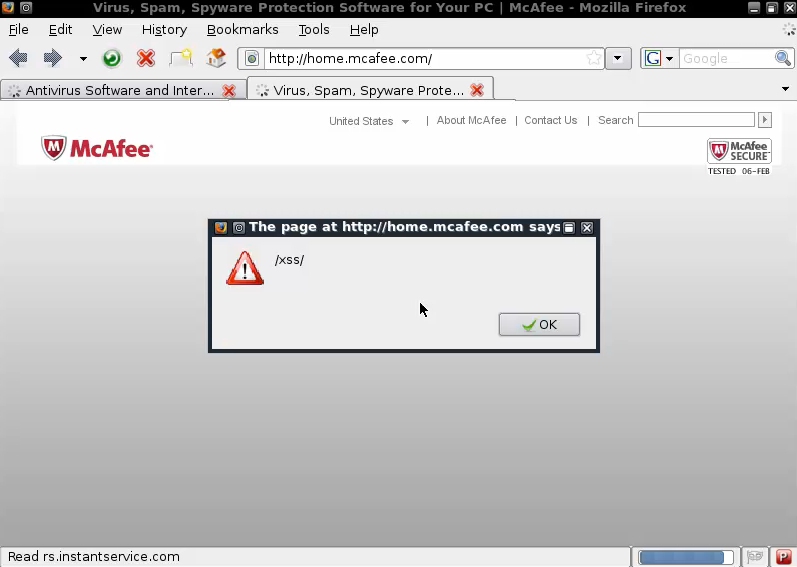 Virus, Spam, Spyware Protection Software for Your PC | McAfee - Mozilla Firefox
File Edit View History Bookmarks Tools Help
http://home.mcafee.com/ G Google
Antivirus Software and Inter... Virus, Spam, Spyware Prote...
United States | About McAfee | Contact Us | Search
McAfee
McAfee
SECURE
TESTED 06-FEB
The page at http://home.mcafee.com says
/xss/
OK
Read rs.instantservice.com